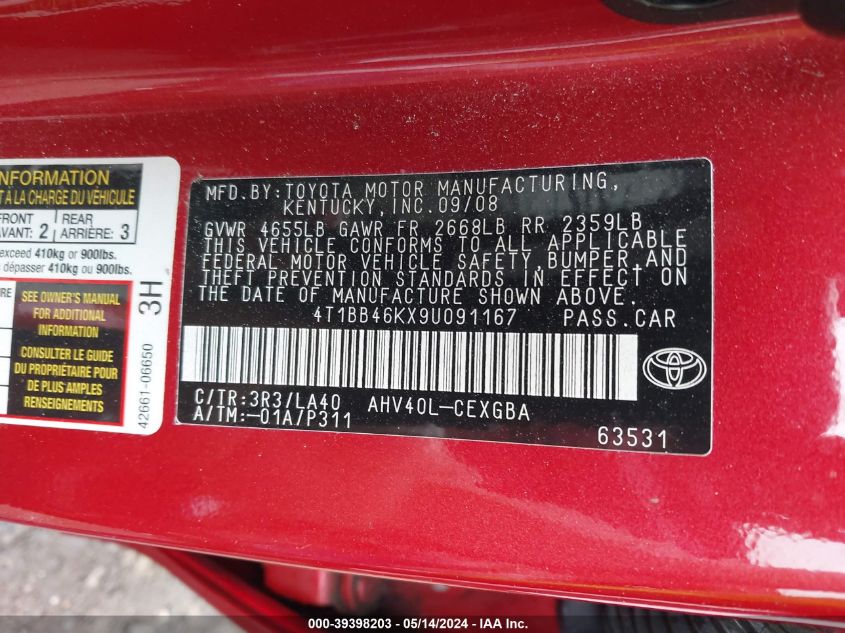 NFORMATION
T À LA CHARGE DU VÉHICULE
FRONT
AVANT: 2
REAR
ARRIÈRE: 3
exceed 410kg or 900lbs.
s dépasser 410kg ou 900lbs.
SEE OWNER'S MANUAL
FOR ADDITIONAL
INFORMATION
CONSULTER LE GUIDE
DU PROPRIÉTAIRE
POUR DE PLUS
AMPLES
RENSEIGNEMENTS
3H
42661-06650
MFD.BY:TOYOTA MOTOR MANUFACTURING,
KENTUCKY,INC.09/08
GVWR 4655LB GAWR FR 2668LB RR 2359LB
THIS VEHICLE CONFORMS TO ALL APPLICABLE
FEDERAL MOTOR VEHICLE SAFETY,BUMPER,AND
THEFT PREVENTION STANDARDS IN EFFECT ON
THE DATE OF MANUFACTURE SHOWN ABOVE.
4T1BB46KX9U091167 PASS.CAR
C/TR:3R3/LA40 AHV40L-CEXGBA
A/TM:-01A/P311
63531
000-39398203 - 05/14/2024 - IMG_16.JPG